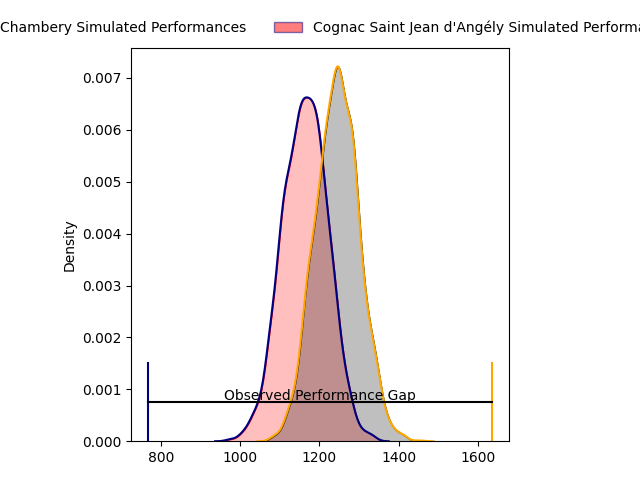 Chambery Simulated Performances
Cognac Saint Jean d'Angély Simulated
0.007
0.006
0.005
0.004
0.003
0.002
0.001
0.000
Density
Observed Performance Gap
800 1000 1200 1400 1600